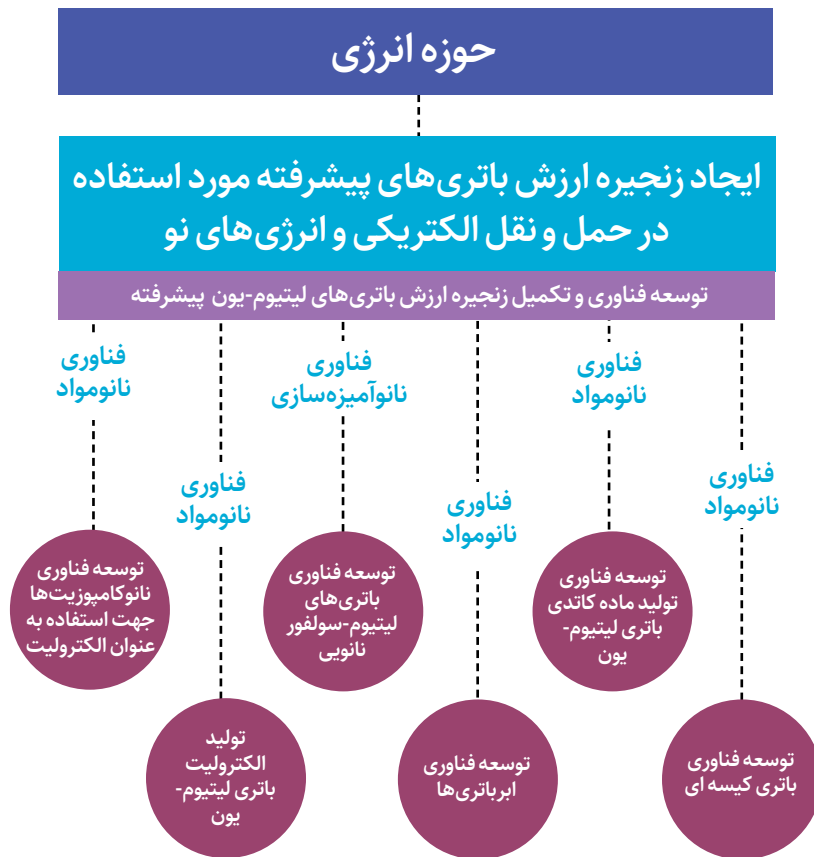 حوزه انرژی
ایجاد زنجیره ارزش باتری‌های پیشرفته مورد استفاده
در حمل و نقل الکتریکی و انرژی‌های نو
توسعه فناوری و تکمیل زنجیره ارزش باتری‌های لیتیوم-یون پیشرفته
فناوری
نانومواد
توسعه فناوری
باتری کیسه ای
فناوری
نانومواد
توسعه فناوری
تولید ماده کاتدی
باتری لیتیوم-
یون
فناوری
نانومواد
توسعه فناوری
ابرباتری‌ها
فناوری
نانوآمیزه‌سازی
توسعه فناوری
باتری‌های
لیتیوم-سولفور
نانویی
فناوری
نانومواد
تولید
الکترولیت
باتری لیتیوم-
یون
فناوری
نانومواد
توسعه فناوری
نانوکامپوزیت‌ها
جهت استفاده به
عنوان الکترولیت